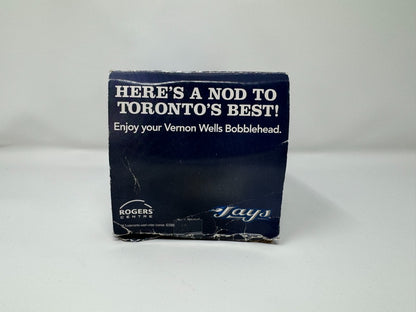 HERE'S A NOD TO
TORONTO'S BEST!
Enjoy your Vernon Wells Bobblehead.
ROGERS
CENTRE
Jays